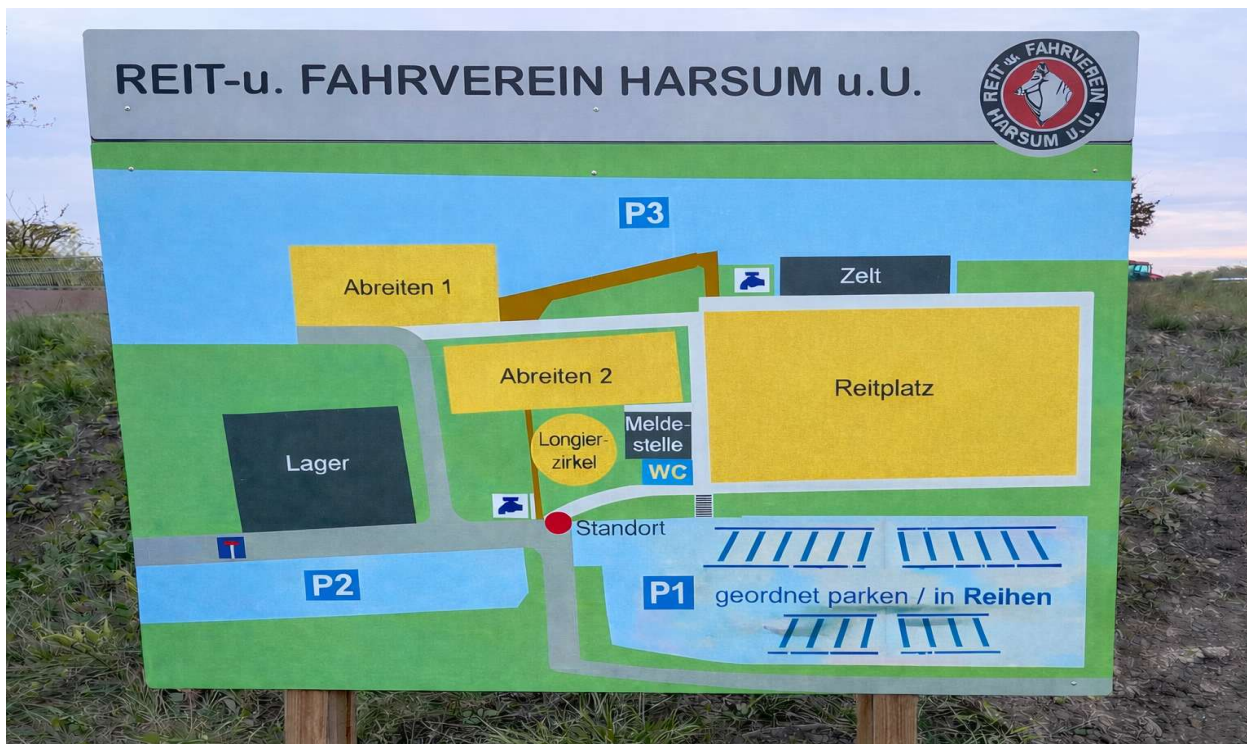 REIT-u. FAHRVEREIN HARSUM u.U.
REIT u. FAHRVEREIN
HARSUM U.U.
P3
Abreiten 1
Zelt
Abreiten 2
Reitplatz
Melde-
stelle
Longier-
zirkel
Lager
WC
Standort
P2
P1
geordnet parken / in Reihen